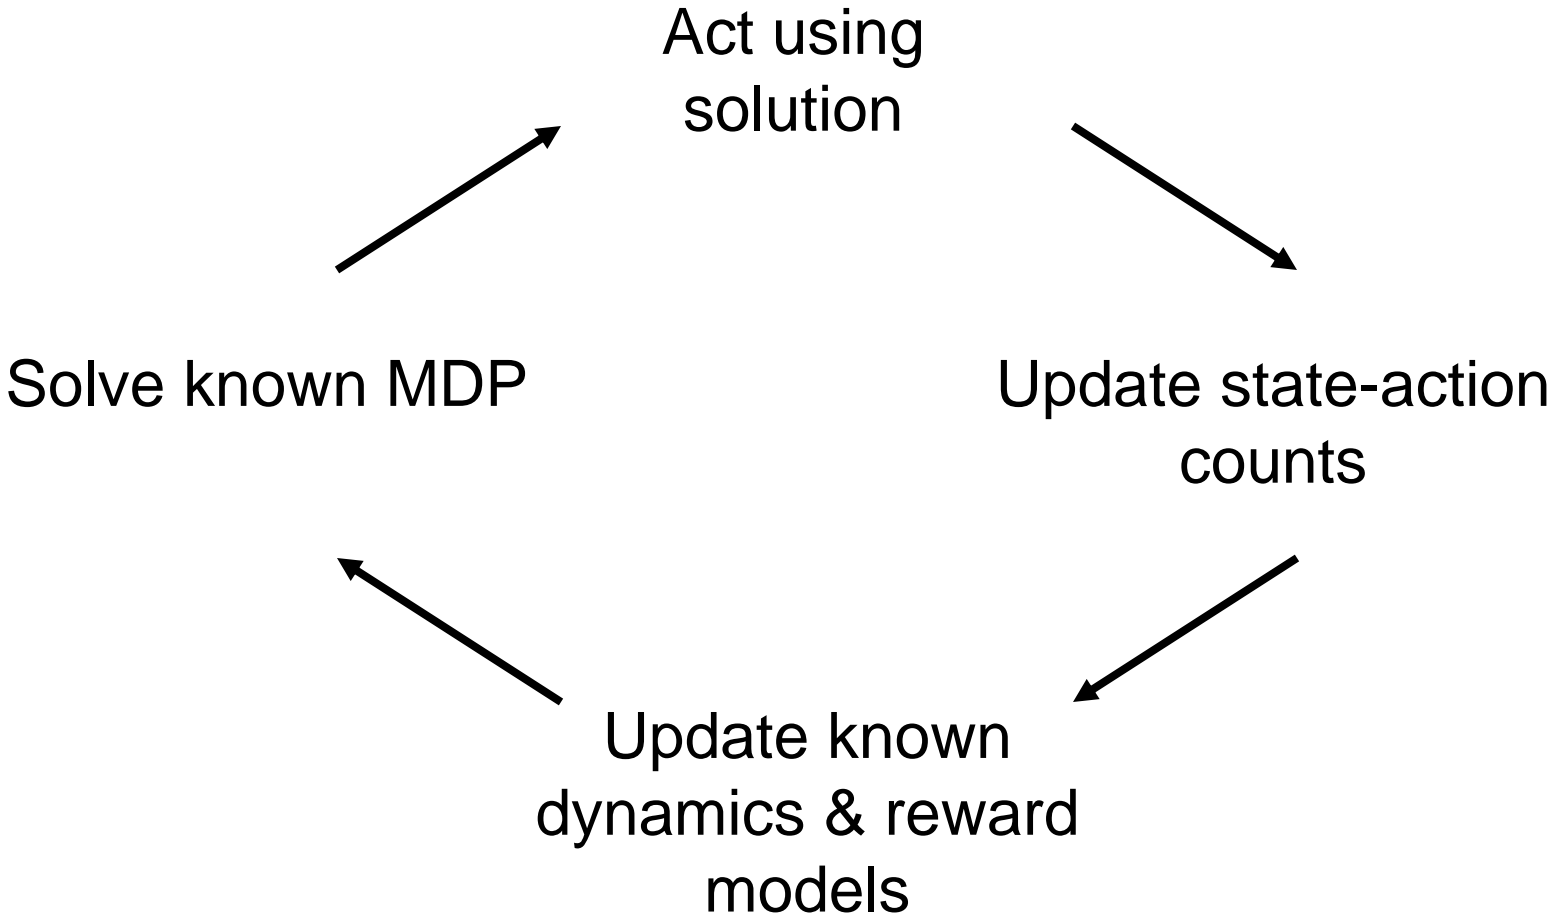 Act using
solution
Solve known MDP
Update state-action
counts
Update known
dynamics & reward
models